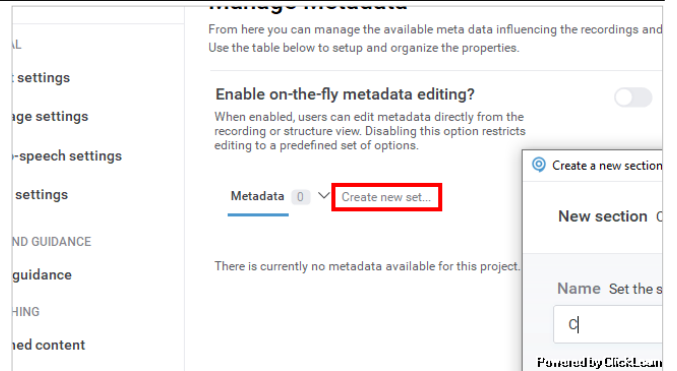 Manage Metadata
From here you can manage the available meta data influencing the recordings and
Use the table below to setup and organize the properties.
AL
settings
Enable on-the-fly metadata editing?
age settings
When enabled, users can edit metadata directly from the
recording or structure view. Disabling this option restricts
editing to a predefined set of options.
-speech settings
Create a new section
settings
Metadata 0 Create new set...
New section
ND GUIDANCE
There is currently no metadata available for this project.
guidance
Name Set the s
HING
C
ned content
Powered by ClickLearn